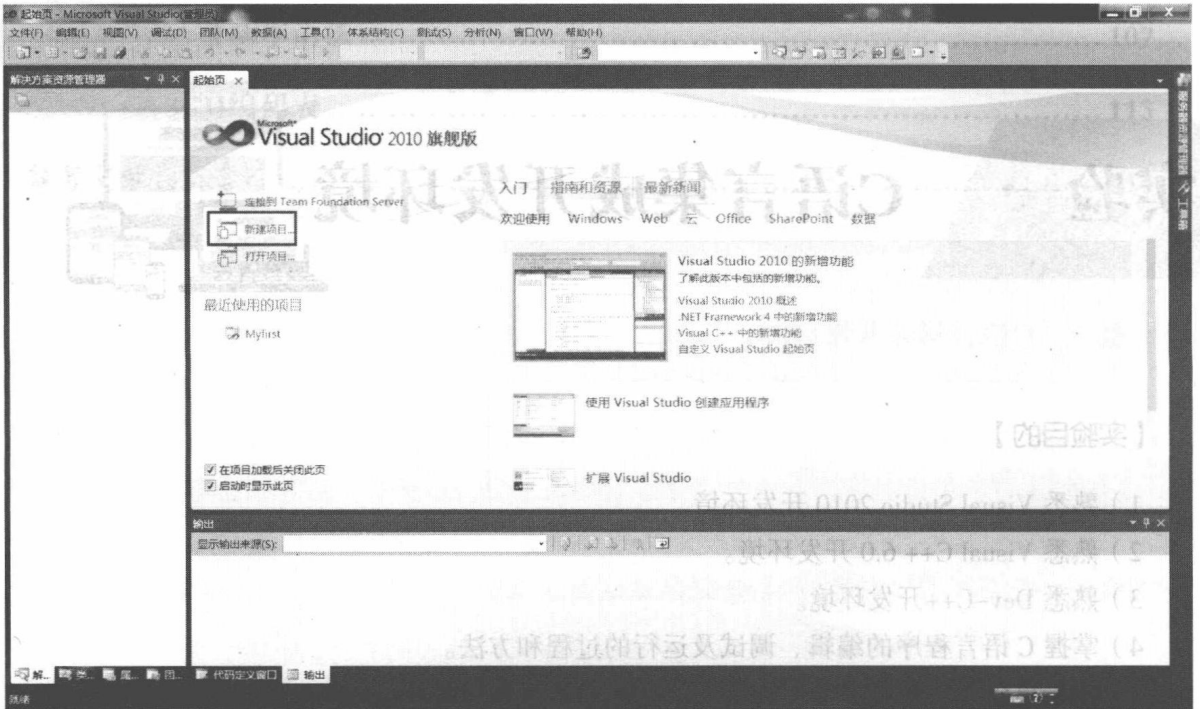 起始页 - Microsoft Visual Studio(管理员)
文件(F) 编辑(E) 视图(V) 调试(D) 团队(M) 数据(A) 工具(T) 体系结构(C) 测试(S) 分析(N) 窗口(W) 帮助(H)
107
解决方案资源管理器
起始页
服务器资源管理器
工具箱
117
Microsoft
Visual Studio 2010 旗舰版
C语言集成开发环境
连接到 Team Foundation Server
新建项目...
打开项目...
最近使用的项目
Myfirst
入门 指南和资源 最新新闻
欢迎使用 Windows Web 云 Office SharePoint 数据
Visual Studio 2010 的新增功能
了解此版本中包括的新增功能。
Visual Studio 2010 概述
.NET Framework 4 中的新增功能
Visual C++ 中的新增功能
自定义 Visual Studio 起始页
使用 Visual Studio 创建应用程序
扩展 Visual Studio
在项目加载后关闭此页
启动时显示此页
【实验目的】
1)熟悉 Visual Studio 2010 开发环境
2)熟悉 Visual C++ 6.0 开发环境。
3)熟悉 Dev-C++开发环境。
4)掌握 C 语言程序的编辑、调试及运行的过程和方法。
输出
显示输出来源(S):
解... 类... 属... 团... 代码定义窗口 输出
就绪